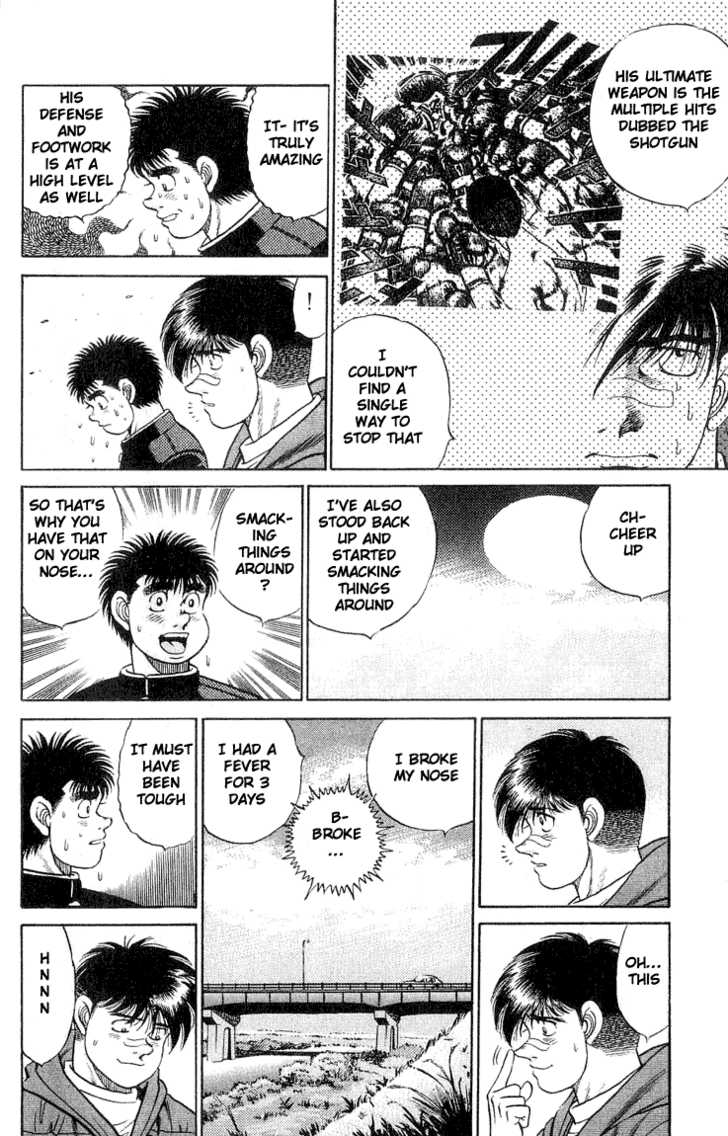 HIS ULTIMATE
WEAPON IS THE
MULTIPLE HITS
DUBBED THE
SHOTGUN
I
COULDN'T
FIND A
SINGLE
WAY TO
STOP THAT
IT- IT'S
TRULY
AMAZING
HIS
DEFENSE
AND
FOOTWORK
IS AT A
HIGH LEVEL
AS WELL
!
CH-
CHEER
UP
I'VE ALSO
STOOD BACK
UP AND
STARTED
SMACKING
THINGS
AROUND
SMACK-
ING
THINGS
AROUND
?
SO THAT'S
WHY YOU
HAVE THAT
ON YOUR
NOSE...
OH...
THIS
I BROKE
MY NOSE
B-
BROKE
...
I HAD A
FEVER
FOR 3
DAYS
IT MUST
HAVE
BEEN
TOUGH
H
N
N
N